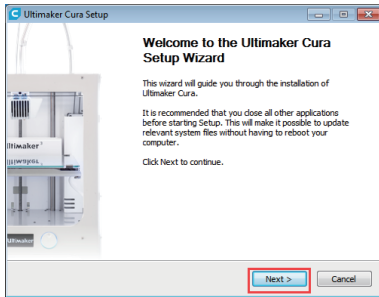 Ultimaker Cura Setup
Welcome to the Ultimaker Cura
Setup Wizard
This wizard will guide you through the installation of
Ultimaker Cura.
It is recommended that you close all other applications
before starting Setup. This will make it possible to update
relevant system files without having to reboot your
computer.
Click Next to continue.
Ultimaker
Ultimaker
Next >
Cancel